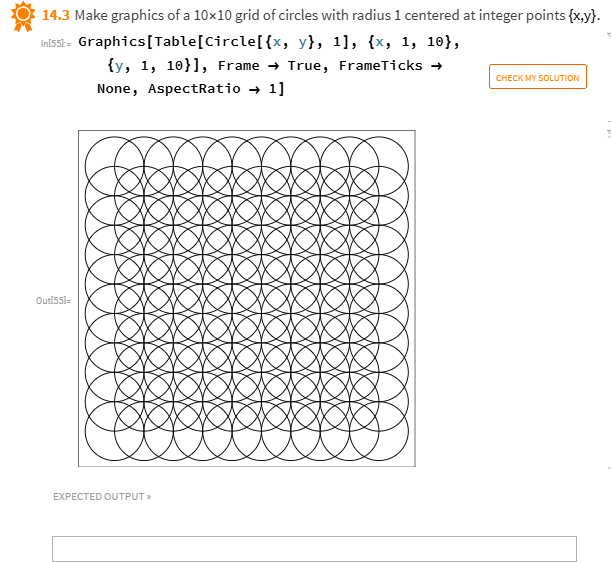 14.3 Make graphics of a 10×10 grid of circles with radius 1 centered at integer points {x,y}.
In[55]:= Graphics[Table[Circle[{x, y}, 1], {x, 1, 10},
{y, 1, 10}], Frame → True, FrameTicks →
None, AspectRatio → 1]
CHECK MY SOLUTION
Out[55]=
EXPECTED OUTPUT »